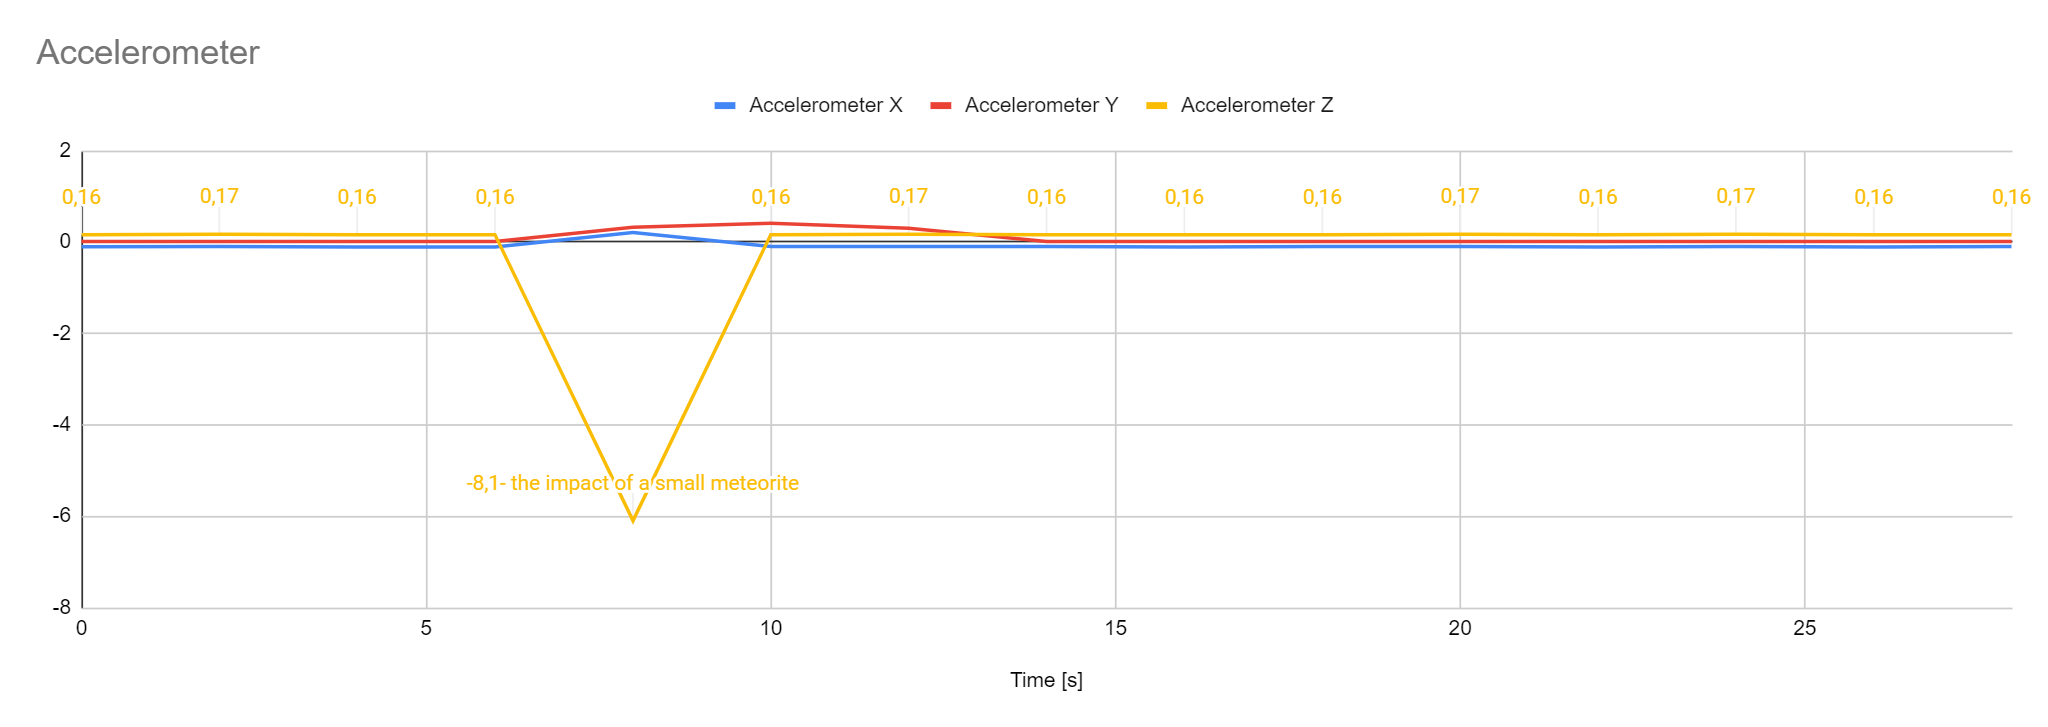 Accelerometer
Accelerometer X Accelerometer Y Accelerometer Z
2
0,16 0,17 0,16 0,16 0,16 0,17 0,16 0,16 0,16 0,17 0,16 0,17 0,16 0,16
0
-2
-4
-8,1- the impact of a small meteorite
-6
-8
0 5 10 15 20 25
Time [s]